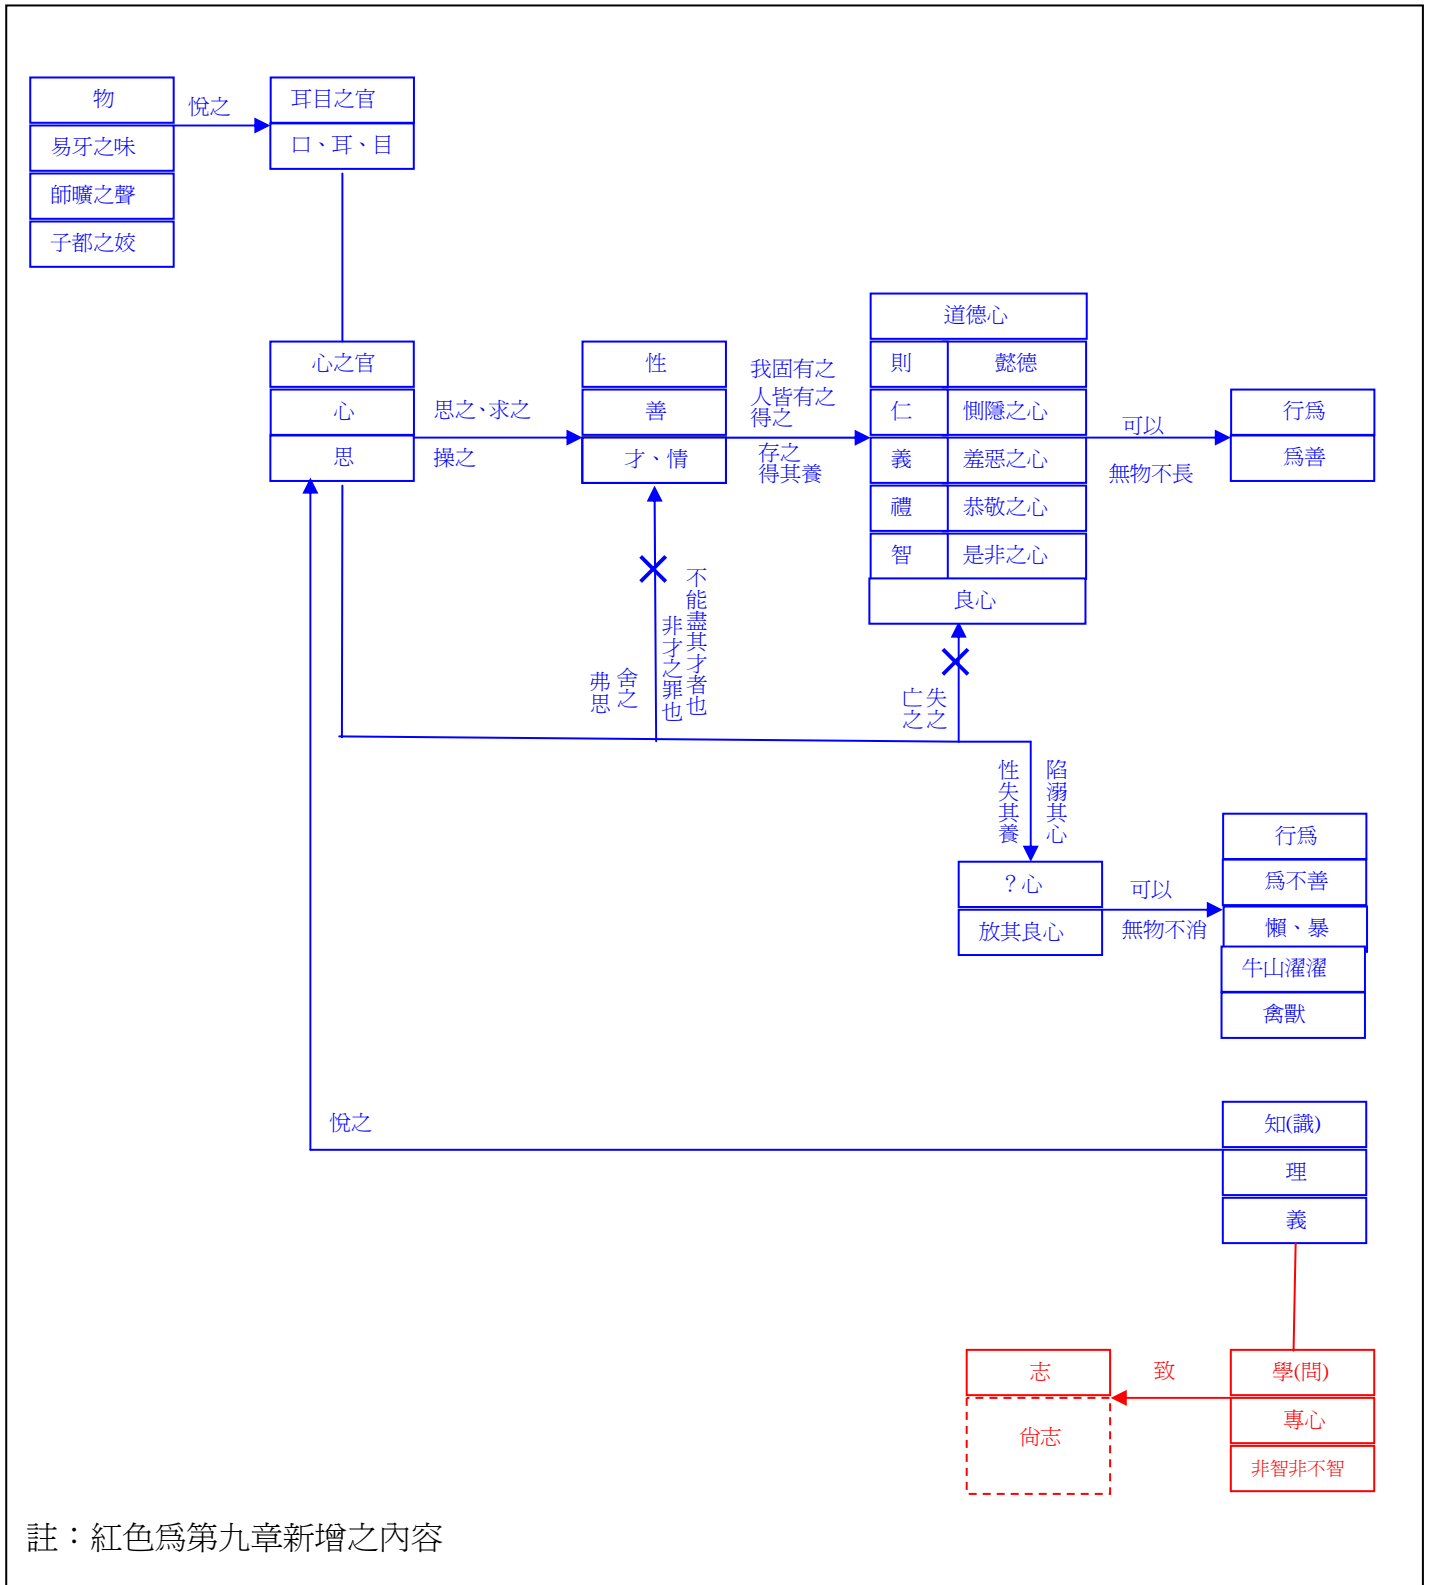 物
易牙之味
師曠之聲
子都之姣
悅之
耳目之官
口、耳、目
心之官
心
思
思之、求之
操之
性
善
才、情
我固有之
人皆有之
得之
存之
得其養
道德心
則
懿德
仁
惻隱之心
義
羞惡之心
禮
恭敬之心
智
是非之心
良心
可以
無物不長
行為
為善
不能盡其才者也
非才之罪也
舍之
弗思
失之
亡之
陷溺其心
性失其養
？心
放其良心
可以
無物不消
行為
為不善
懶、暴
牛山濯濯
禽獸
悅之
知(識)
理
義
學(問)
專心
非智非不智
致
志
尚志
註：紅色為第九章新增之內容